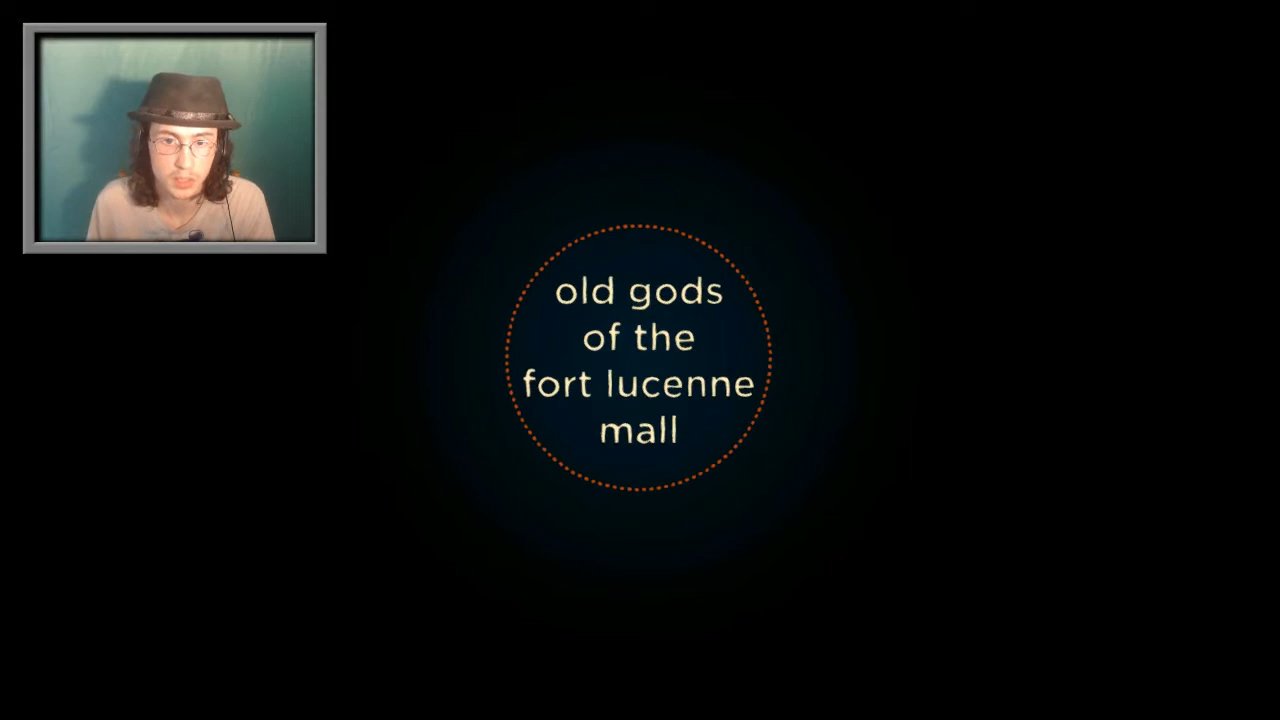 old gods
of the
fort lucenne
mall